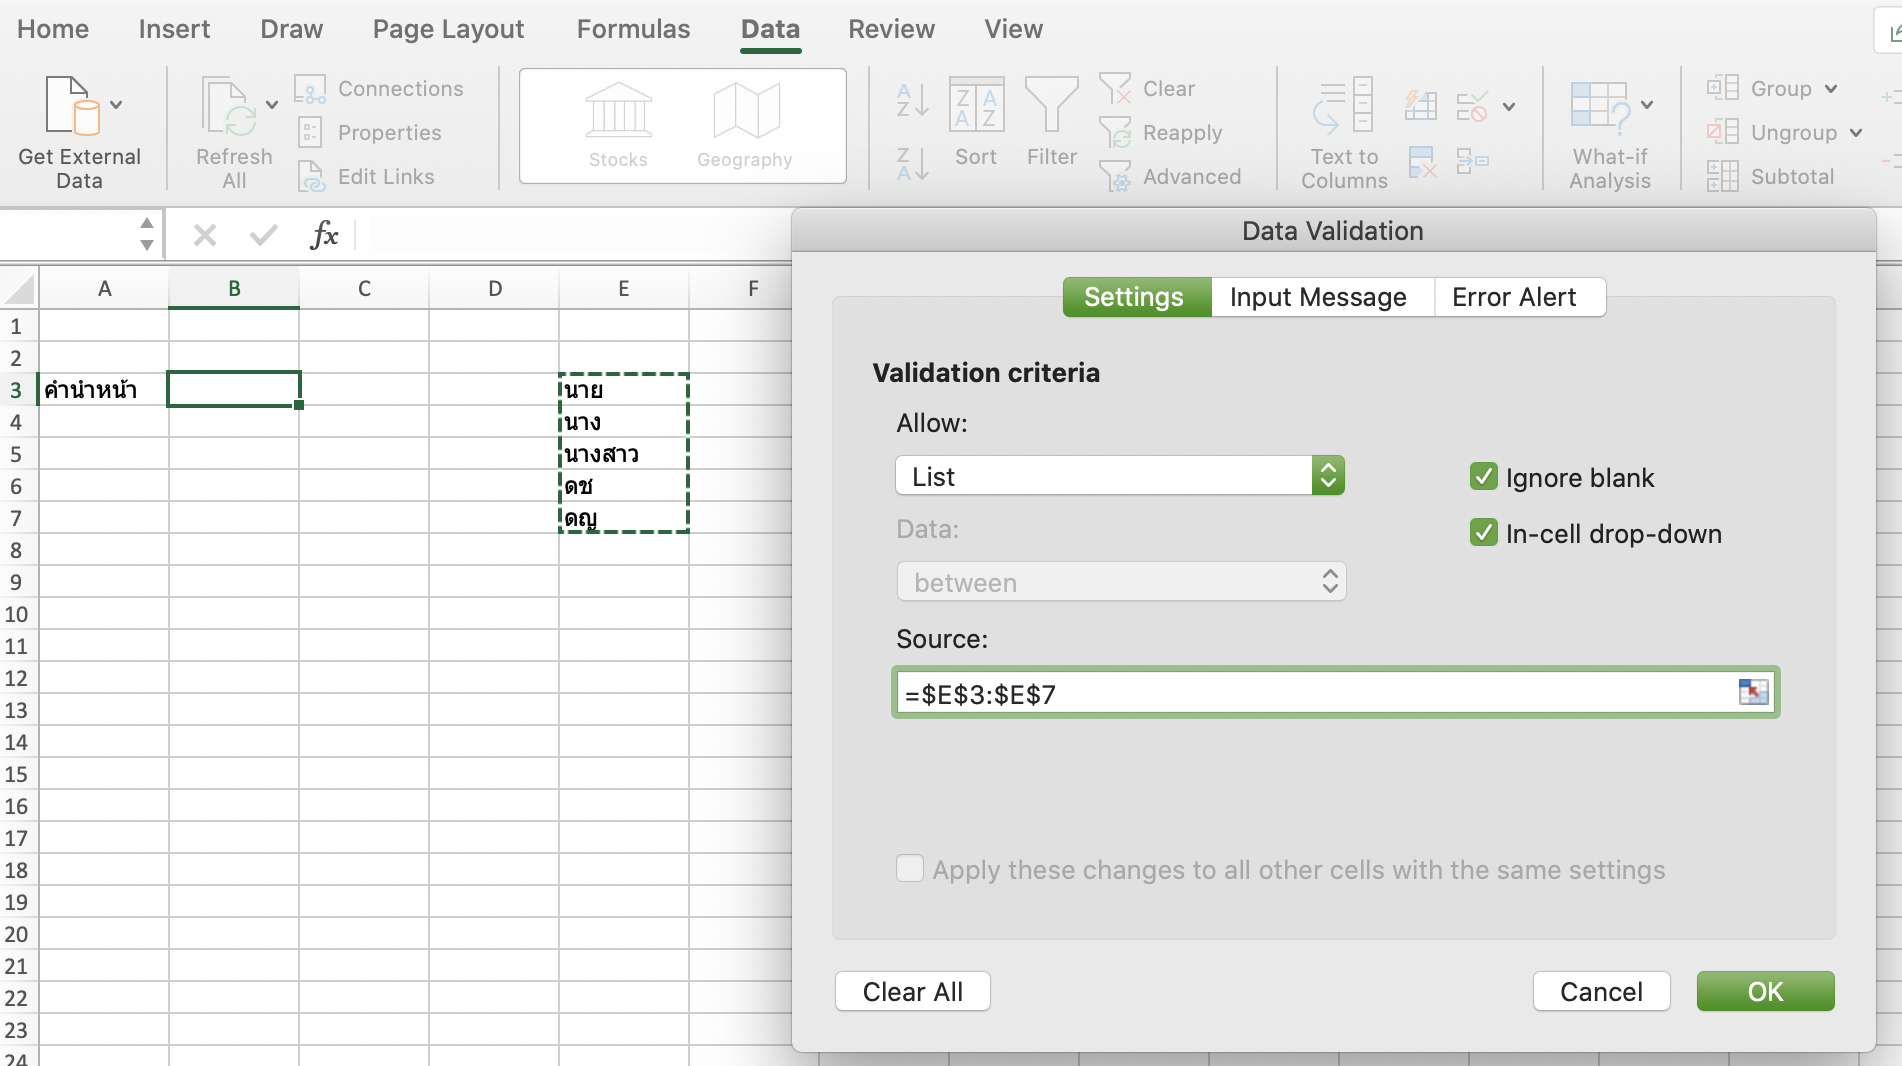 Home Insert Draw Page Layout Formulas Data Review View
Get External Data
Refresh All
Connections
Properties
Edit Links
Stocks
Geography
Sort
Filter
Clear
Reapply
Advanced
Text to Columns
What-if Analysis
Group
Ungroup
Subtotal
fx
A B C D E F
1
2
3 คำนำหน้า นาย
4 นาง
5 นางสาว
6 ดช
7 ดญ
8
9
10
11
12
13
14
15
16
17
18
19
20
21
22
23
24
Data Validation
Settings Input Message Error Alert
Validation criteria
Allow:
List
Ignore blank
Data:
In-cell drop-down
between
Source:
=$E$3:$E$7
Apply these changes to all other cells with the same settings
Clear All Cancel OK